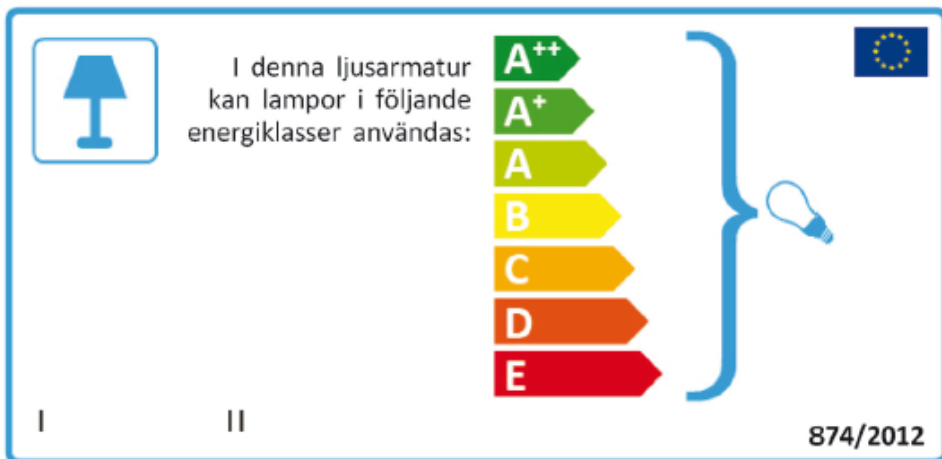 I denna ljusarmatur
kan lampor i följande
energiklasser användas:
A++
A+
A
B
C
D
E
I II
874/2012